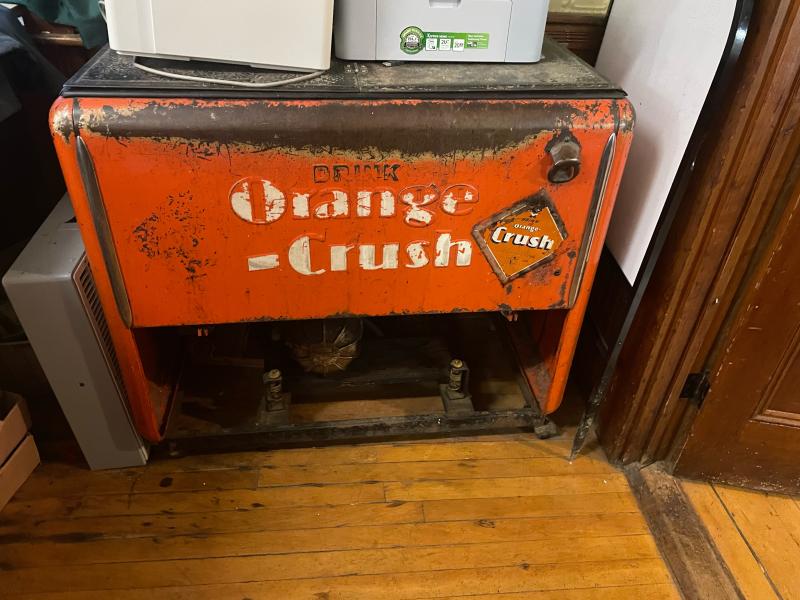 DRINK
Orange
-Crush
Orange-
Crush